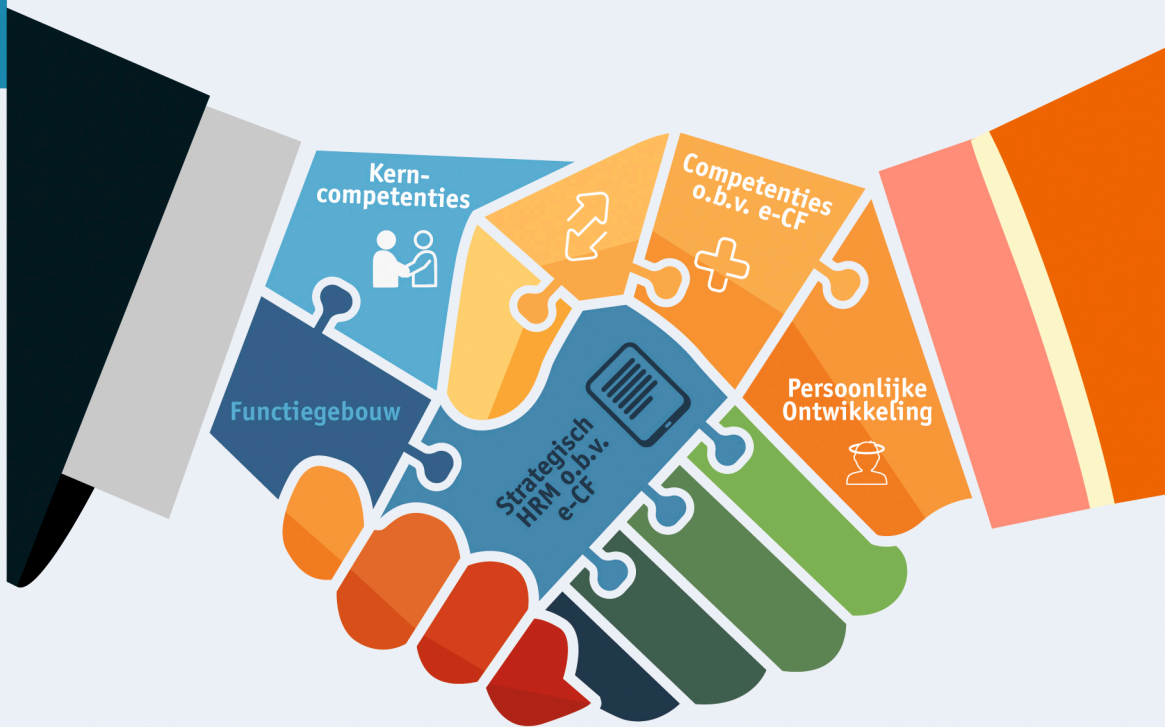 Kern-
competenties
Competenties
o.b.v. e-CF
Functiegebouw
Strategisch
HRM o.b.v.
e-CF
Persoonlijke
Ontwikkeling